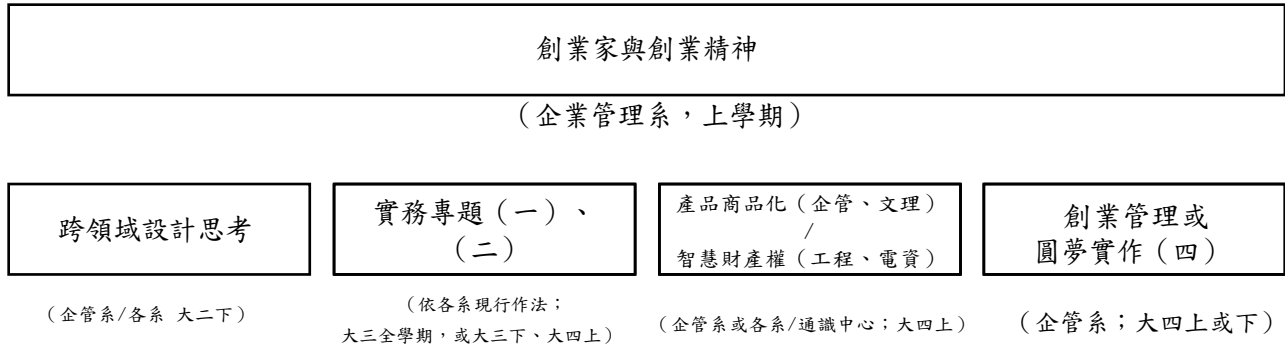 創業家與創業精神
（企業管理系，上學期）
跨領域設計思考
（企管系/各系 大二下）
實務專題（一）、
（二）
（依各系現行作法；
大三全學期，或大三下、大四上）
產品商品化（企管、文理）
/
智慧財產權（工程、電資）
（企管系或各系/通識中心；大四上）
創業管理或
圓夢實作（四）
（企管系；大四上或下）